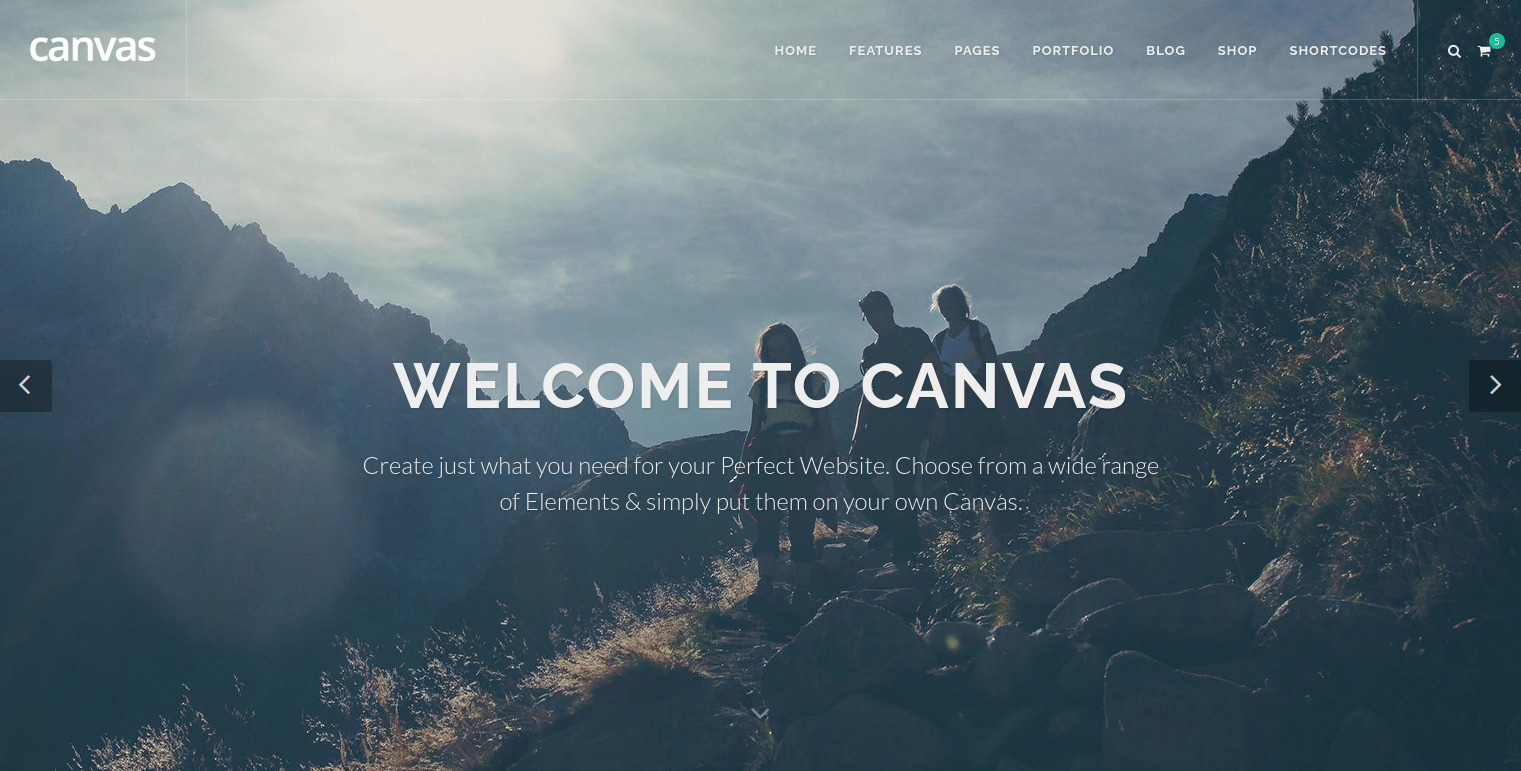 canvas
HOME FEATURES PAGES PORTFOLIO BLOG SHOP SHORTCODES 5
WELCOME TO CANVAS
Create just what you need for your Perfect Website. Choose from a wide range
of Elements & simply put them on your own Canvas.